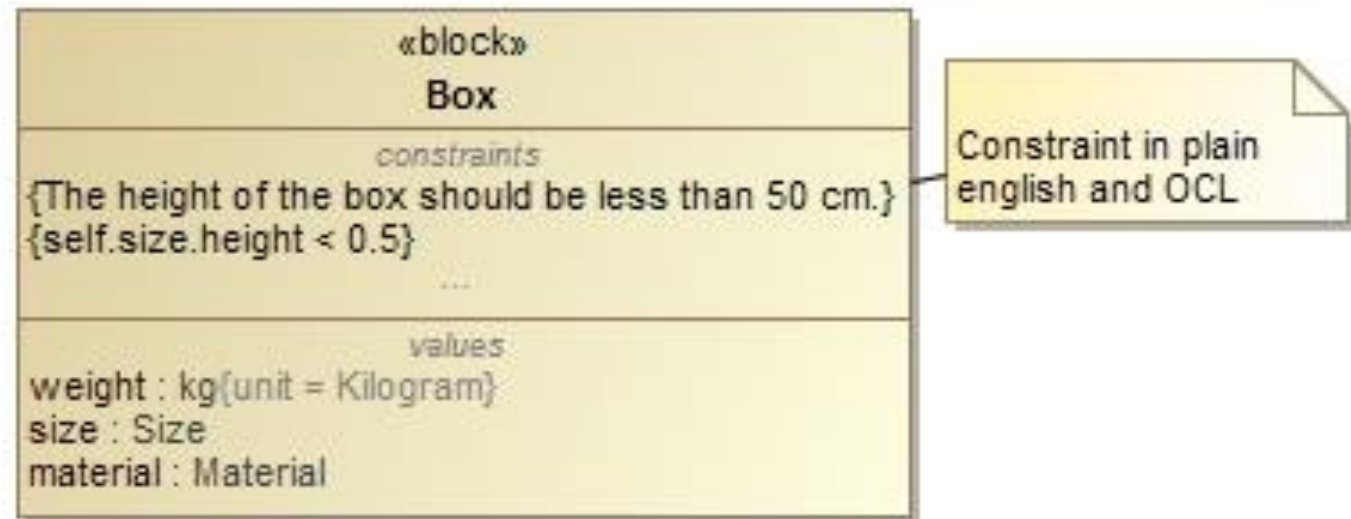 «block»
Box
constraints
{The height of the box should be less than 50 cm.}
{self.size.height < 0.5}
...
values
weight : kg{unit = Kilogram}
size : Size
material : Material
Constraint in plain
english and OCL